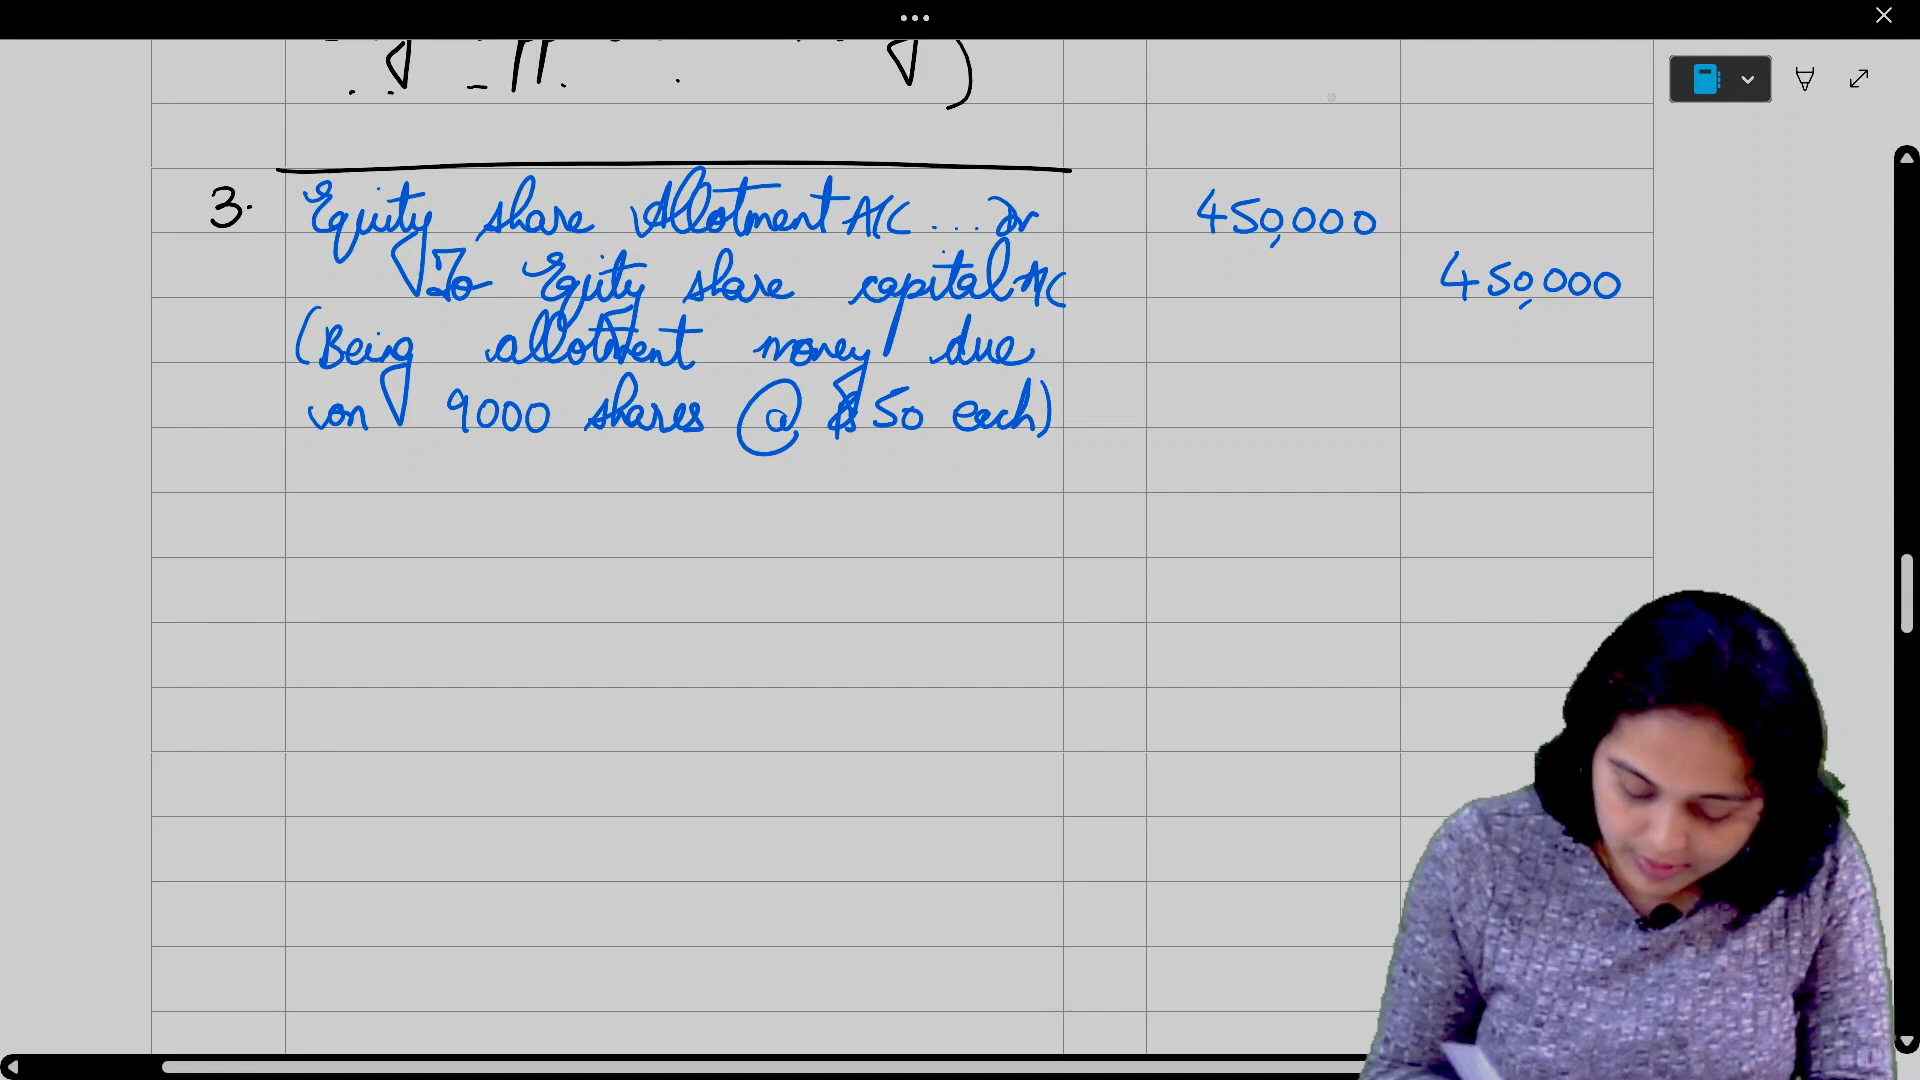 3. Equity share Allotment A/C ... Dr 450,000
To Equity share capital A/C 450,000
(Being allotment money due
on 9000 shares @ $50 each)